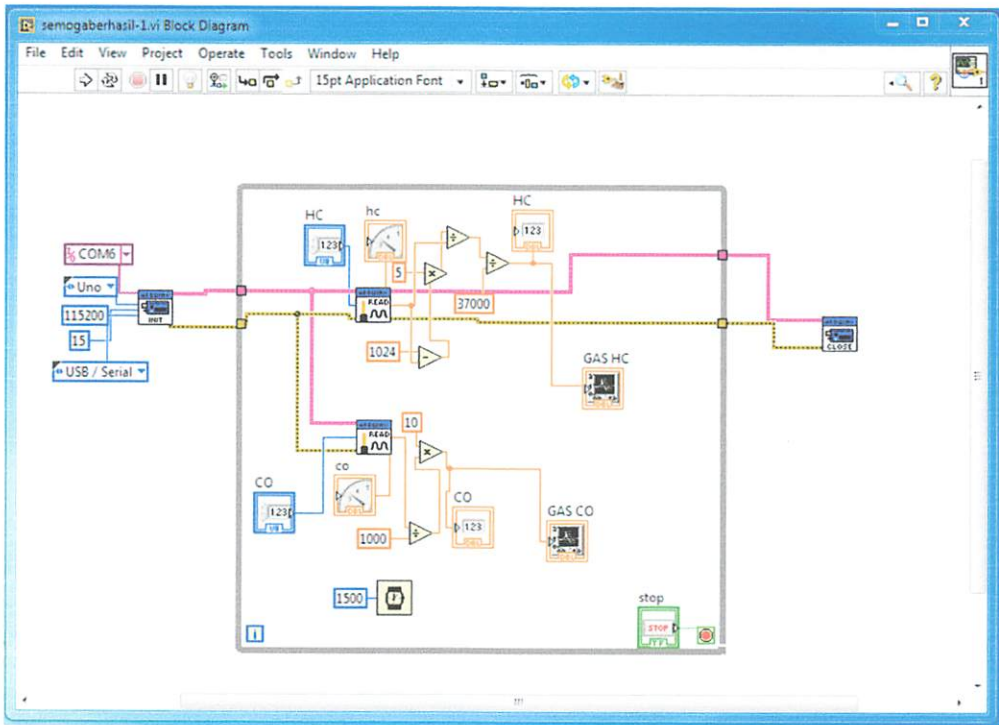 semogaberhasil-1.vi Block Diagram
File Edit View Project Operate Tools Window Help
15pt Application Font
1
HC
hc
HC
123
123
COM6
5
Uno
READ
37000
115200
INIT
15
1024
CLOSE
USB / Serial
GAS HC
10
READ
co
CO
CO
GAS CO
123
123
1000
1500
stop
STOP
TF
i